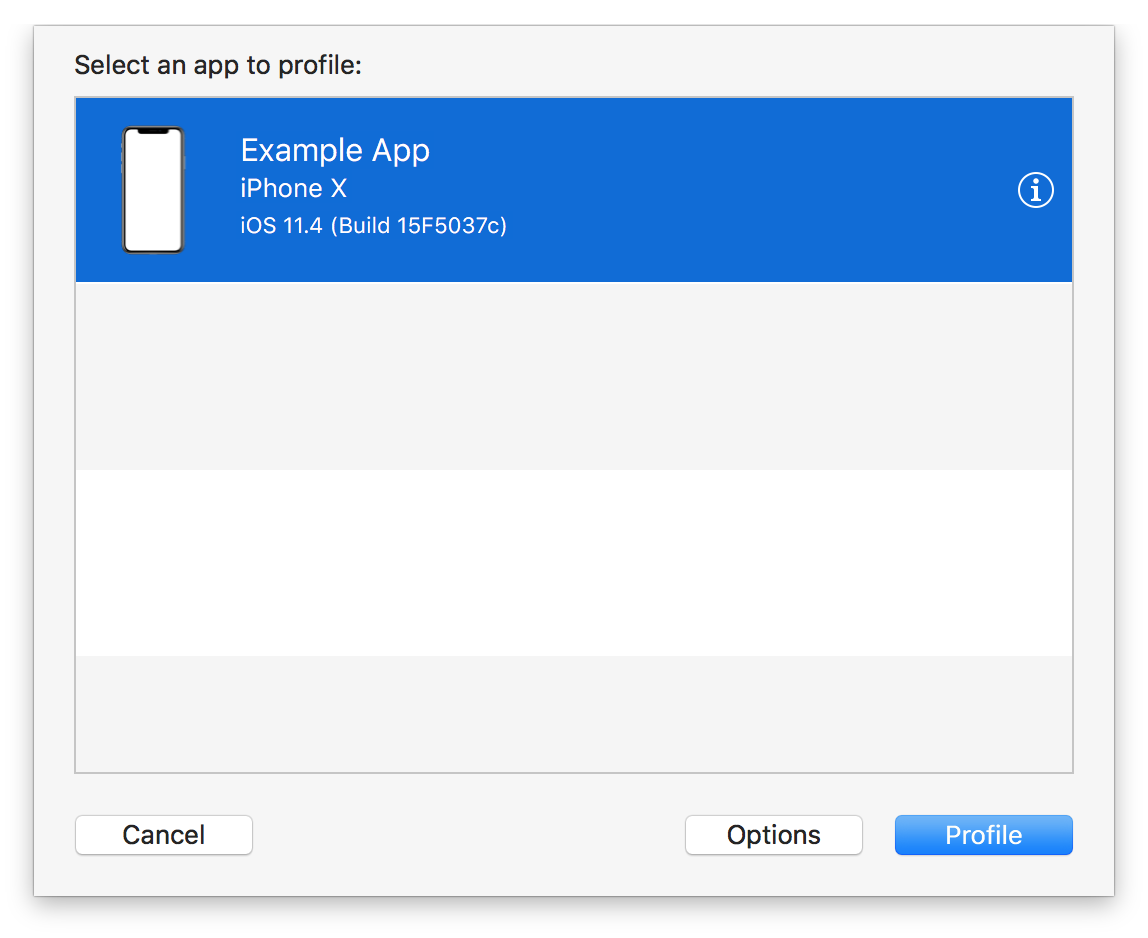 Select an app to profile:
Example App
iPhone X
iOS 11.4 (Build 15F5037c)
Cancel
Options
Profile